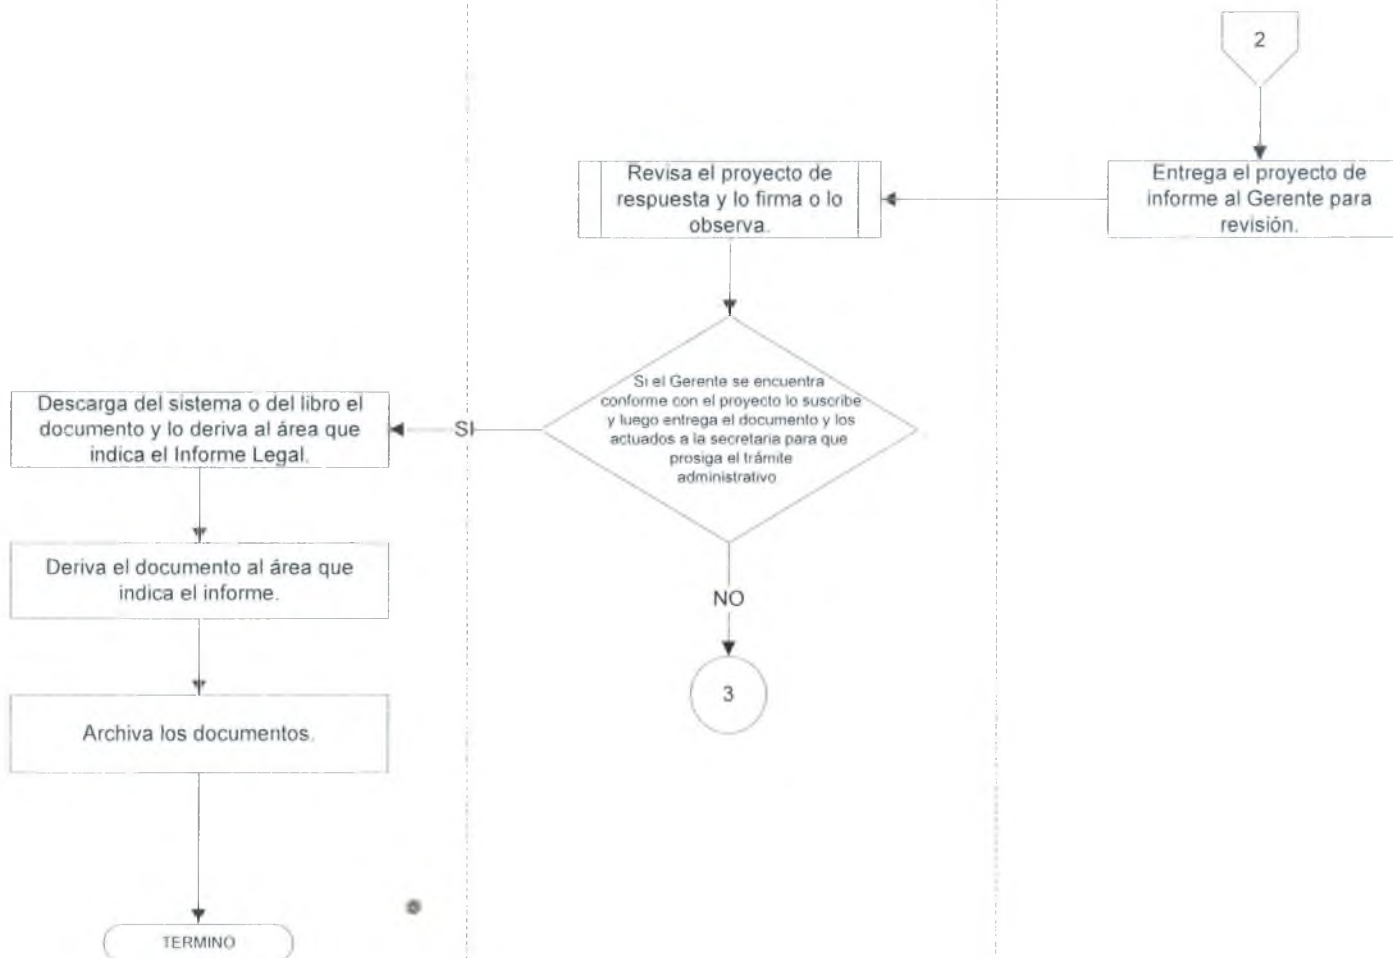 2
Entrega el proyecto de
informe al Gerente para
revisión.
Revisa el proyecto de
respuesta y lo firma o lo
observa.
Si el Gerente se encuentra
conforme con el proyecto lo suscribe
y luego entrega el documento y los
actuados a la secretaria para que
prosiga el trámite
administrativo
SI
Descarga del sistema o del libro el
documento y lo deriva al área que
indica el Informe Legal.
Deriva el documento al área que
indica el informe.
Archiva los documentos.
TERMINO
NO
3